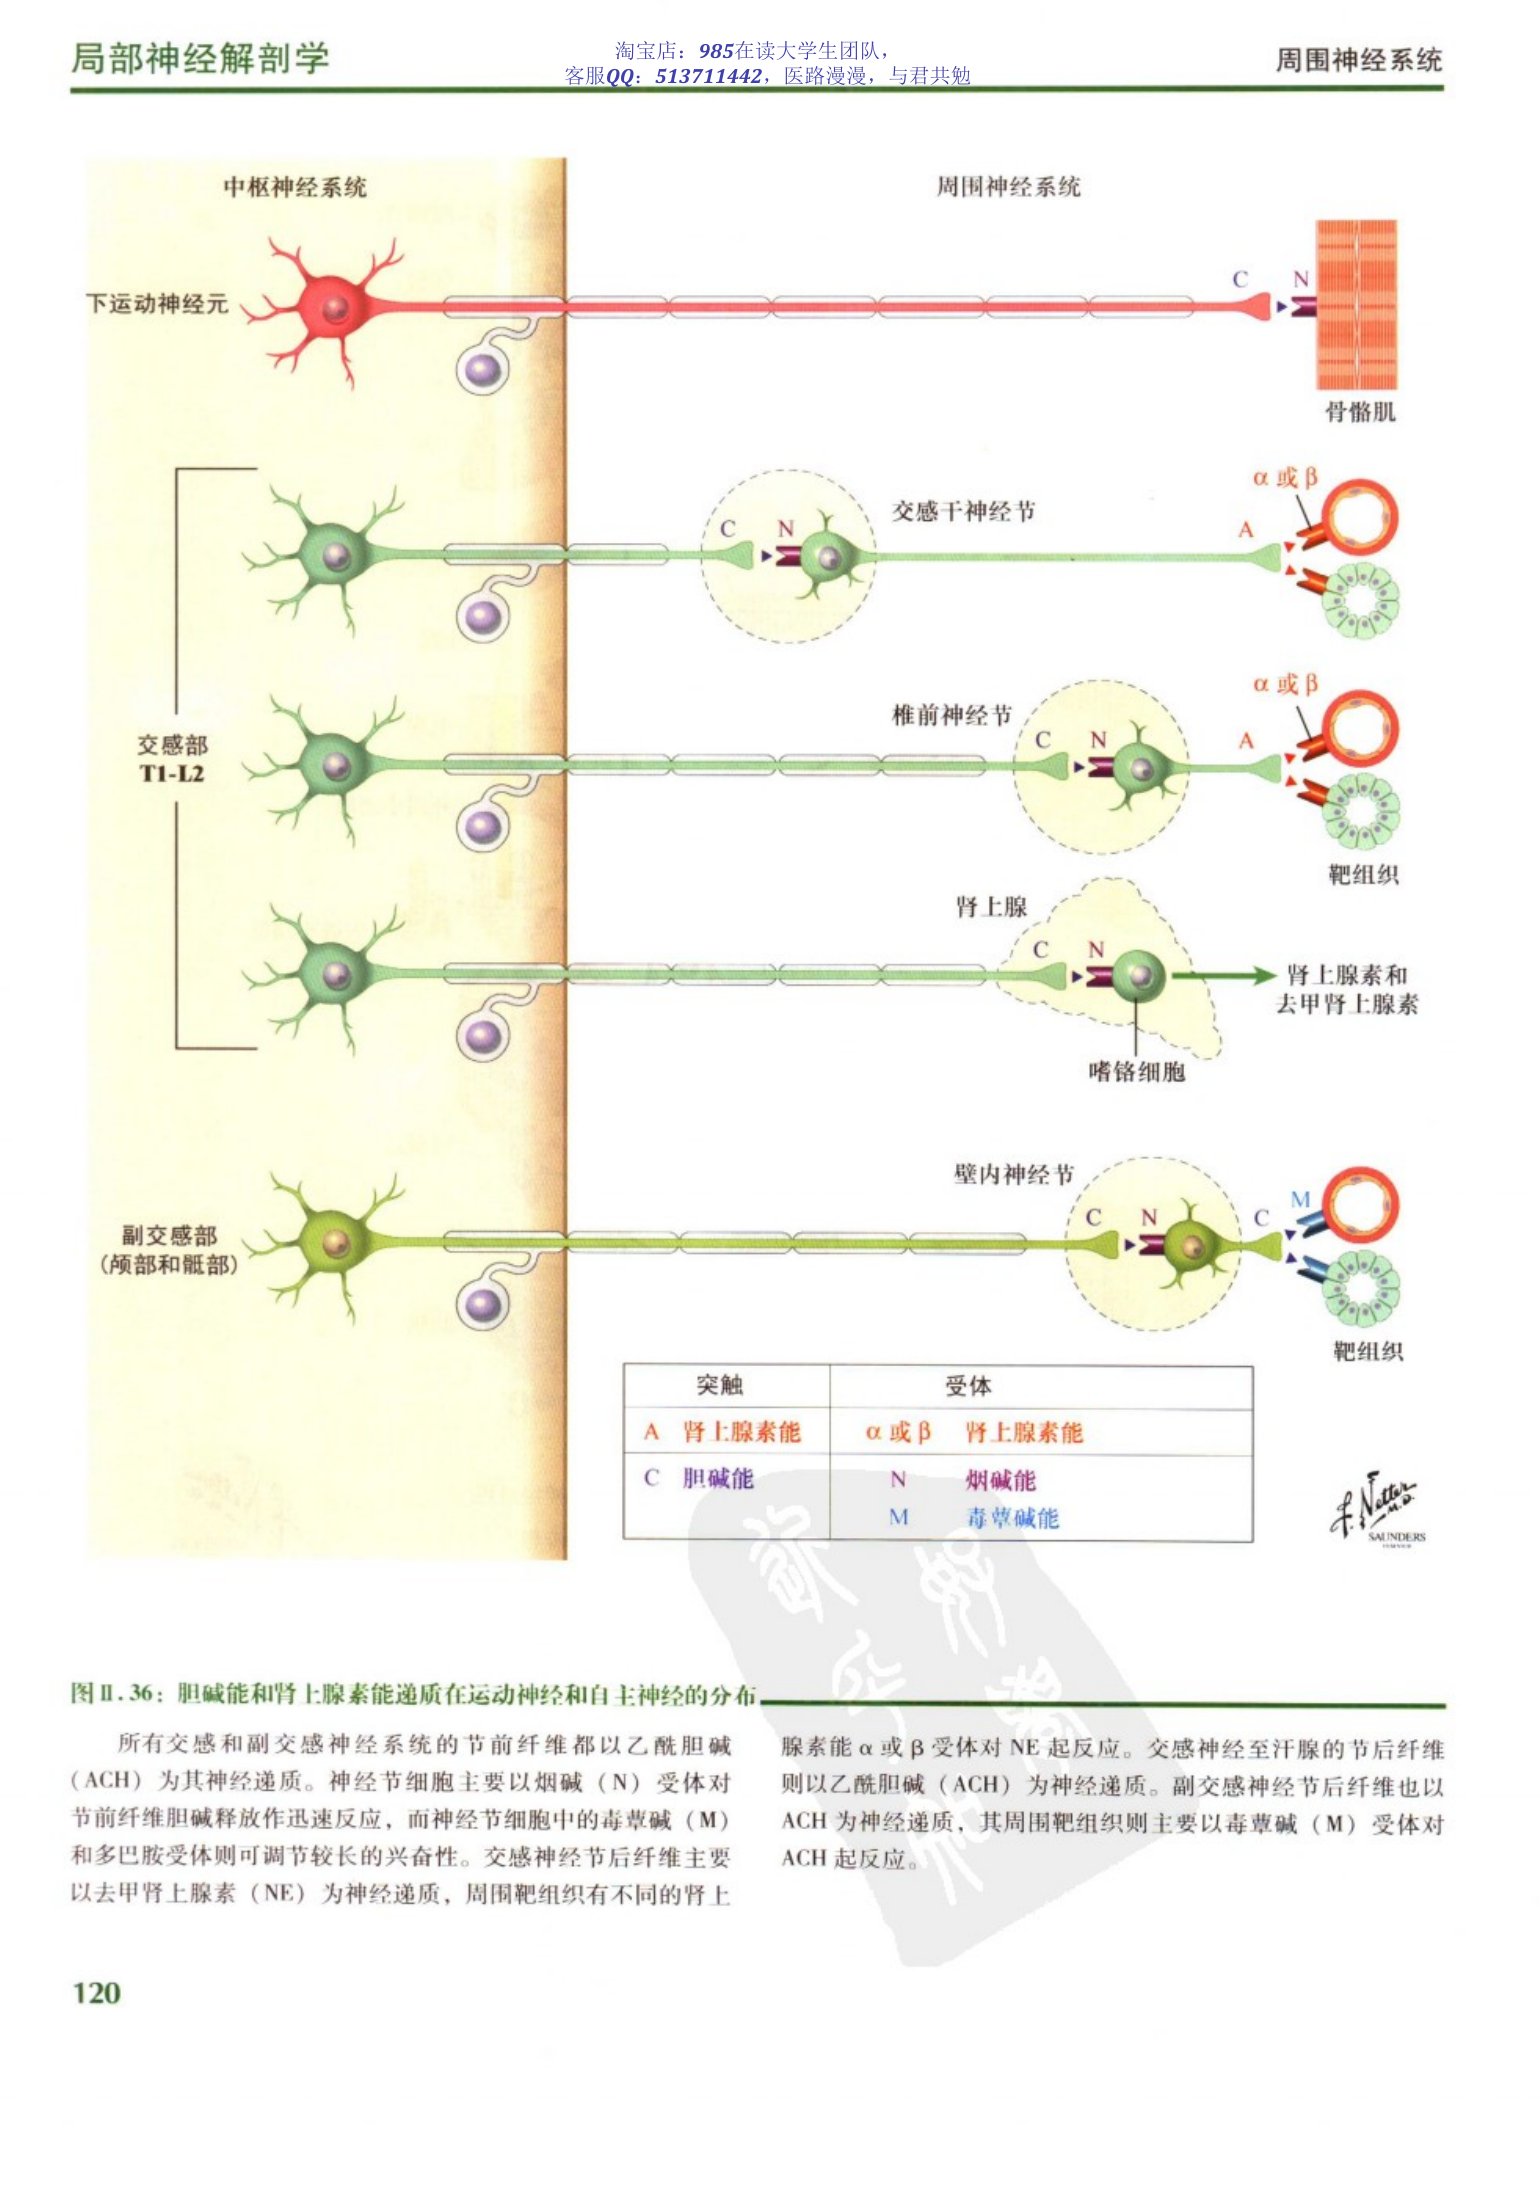 局部神经解剖学
淘宝店：985在读大学生团队，
客服QQ：513711442，医路漫漫，与君共勉
周围神经系统
中枢神经系统
周围神经系统
下运动神经元
C
N
骨骼肌
α 或 β
交感干神经节
C
N
A
α 或 β
椎前神经节
C
N
A
交感部
T1-L2
靶组织
肾上腺
C
N
肾上腺素和
去甲肾上腺素
嗜铬细胞
壁内神经节
M
C
N
C
副交感部
(颅部和骶部)
靶组织
突触 受体
A 肾上腺素能 α 或 β 肾上腺素能
C 胆碱能 N 烟碱能
M 毒蕈碱能
F. Netter M.D.
SAUNDERS
图 Ⅱ.36：胆碱能和肾上腺素能递质在运动神经和自主神经的分布
所有交感和副交感神经系统的节前纤维都以乙酰胆碱
（ACH）为其神经递质。神经节细胞主要以烟碱（N）受体对
节前纤维胆碱释放作迅速反应，而神经节细胞中的毒蕈碱（M）
和多巴胺受体则可调节较长的兴奋性。交感神经节后纤维主要
以去甲肾上腺素（NE）为神经递质，周围靶组织有不同的肾上
腺素能 α 或 β 受体对 NE 起反应。交感神经至汗腺的节后纤维
则以乙酰胆碱（ACH）为神经递质。副交感神经节后纤维也以
ACH 为神经递质，其周围靶组织则主要以毒蕈碱（M）受体对
ACH 起反应。
120